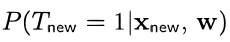 P(T_new = 1|x_new, w)